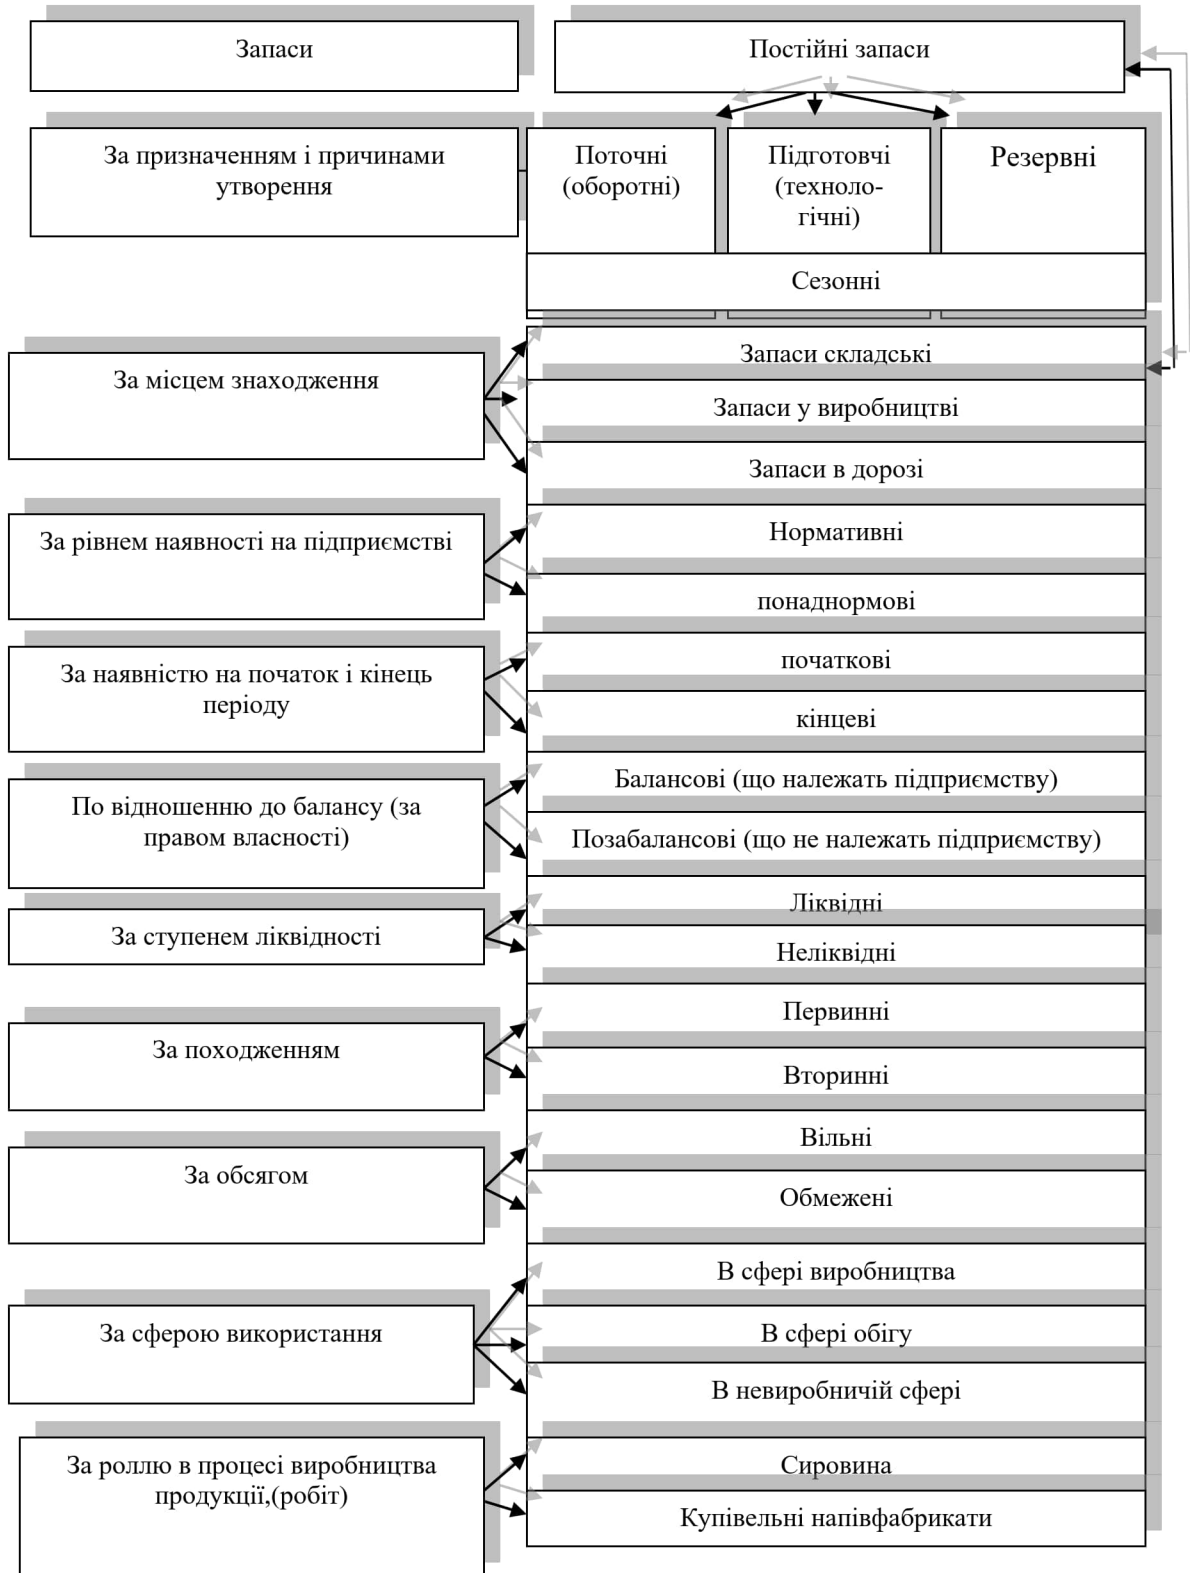 Запаси
Постійні запаси
За призначенням і причинами
утворення
Поточні
(оборотні)
Підготовчі
(техноло-
гічні)
Резервні
Сезонні
За місцем знаходження
Запаси складські
Запаси у виробництві
Запаси в дорозі
За рівнем наявності на підприємстві
Нормативні
понаднормові
За наявністю на початок і кінець
періоду
початкові
кінцеві
По відношенню до балансу (за
правом власності)
Балансові (що належать підприємству)
Позабалансові (що не належать підприємству)
За ступенем ліквідності
Ліквідні
Неліквідні
За походженням
Первинні
Вторинні
За обсягом
Вільні
Обмежені
За сферою використання
В сфері виробництва
В сфері обігу
В невиробничій сфері
За роллю в процесі виробництва
продукції,(робіт)
Сировина
Купівельні напівфабрикати